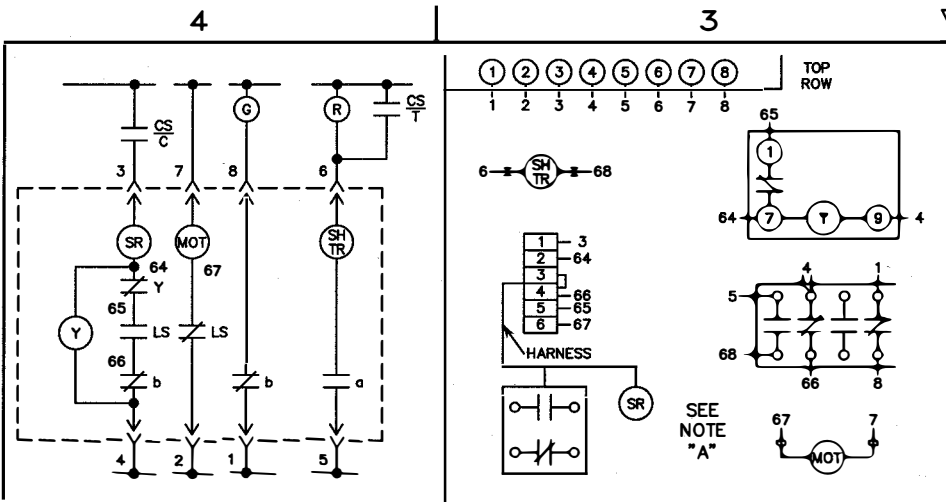 4 3
1 2 3 4 5 6 7 8
1 2 3 4 5 6 7 8
TOP
ROW
G R CS
T
CS
C
3 7 8 6
SR MOT SH
TR
64 67
Y
65
Y LS LS
66
b b a
4 2 1 5
6 SH
TR 68
1 3
2 64
3
4 66
5 65
6 67
HARNESS
SR
65
1
64 7 Y 9 4
4 1
5
68
66 8
SEE
NOTE
"A"
67 7
MOT